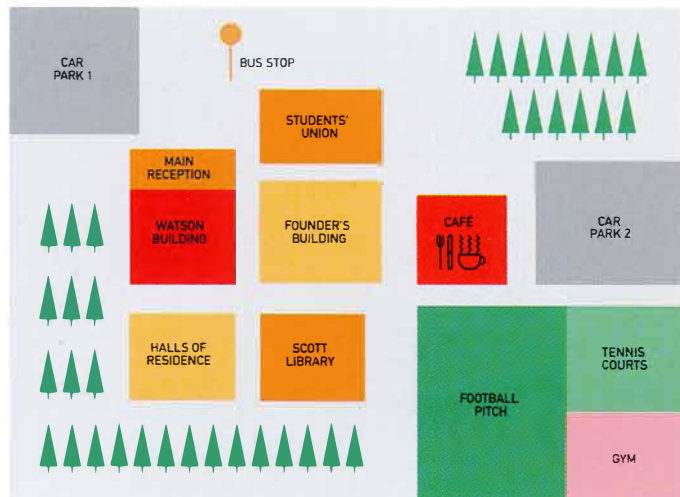 CAR
PARK 1
BUS STOP
STUDENTS'
UNION
MAIN
RECEPTION
WATSON
BUILDING
FOUNDER'S
BUILDING
CAFÉ
CAR
PARK 2
HALLS OF
RESIDENCE
SCOTT
LIBRARY
FOOTBALL
PITCH
TENNIS
COURTS
GYM